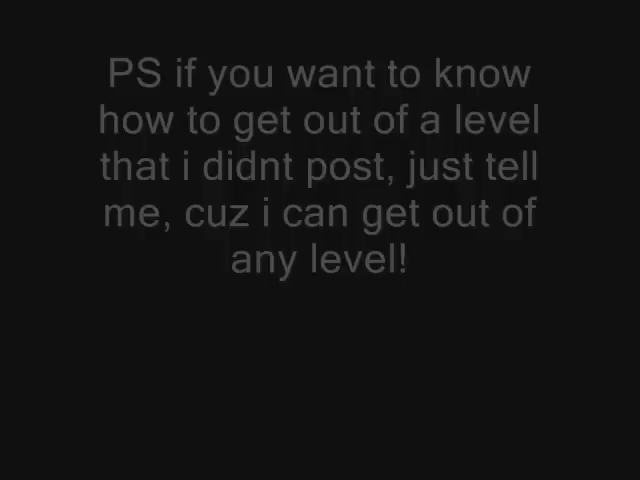 PS if you want to know
how to get out of a level
that i didnt post, just tell
me, cuz i can get out of
any level!